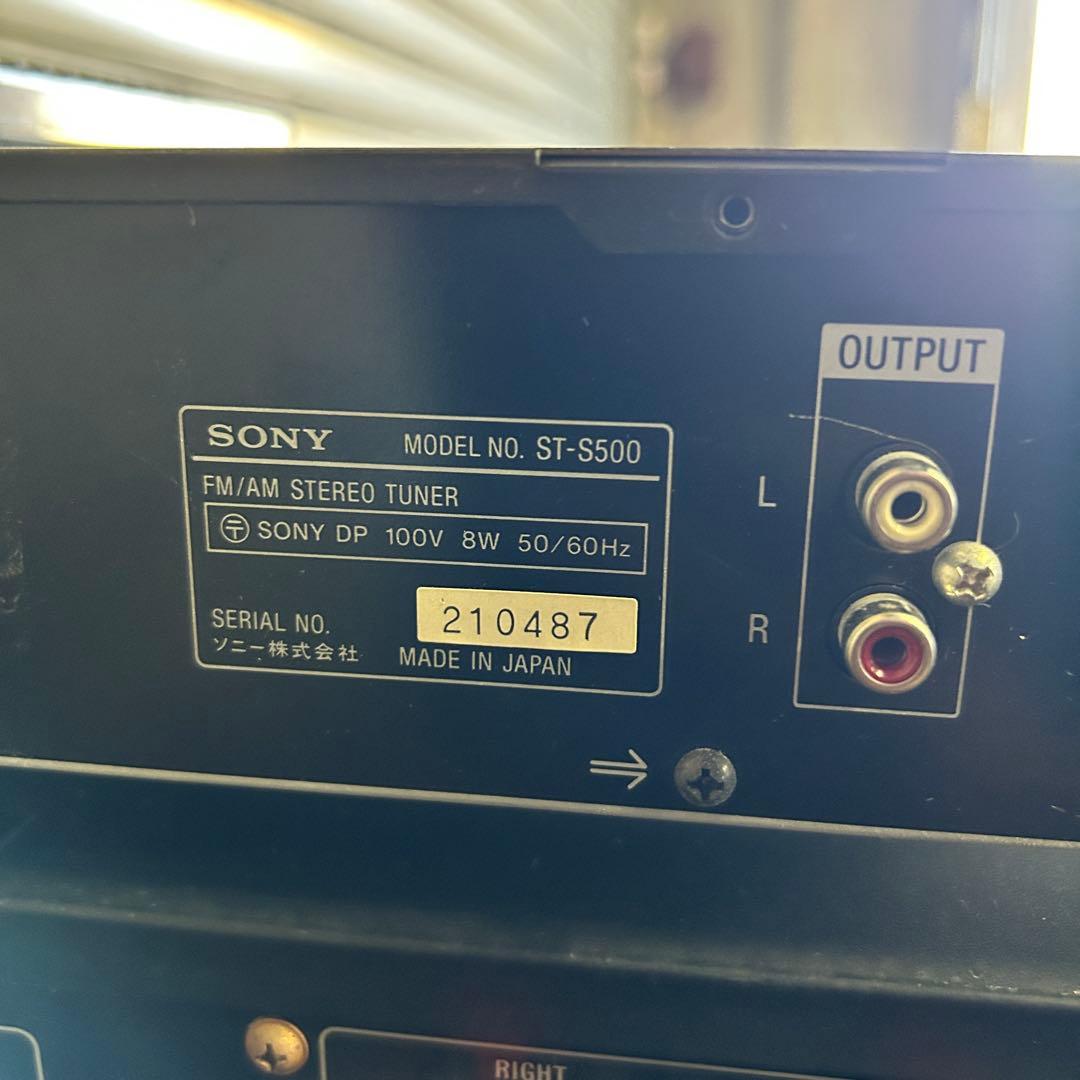 OUTPUT
SONY MODEL NO. ST-S500
FM/AM STEREO TUNER
〶 SONY DP 100V 8W 50/60Hz
L
SERIAL NO. 210487
R
ソニー株式会社 MADE IN JAPAN
⇒
RIGHT